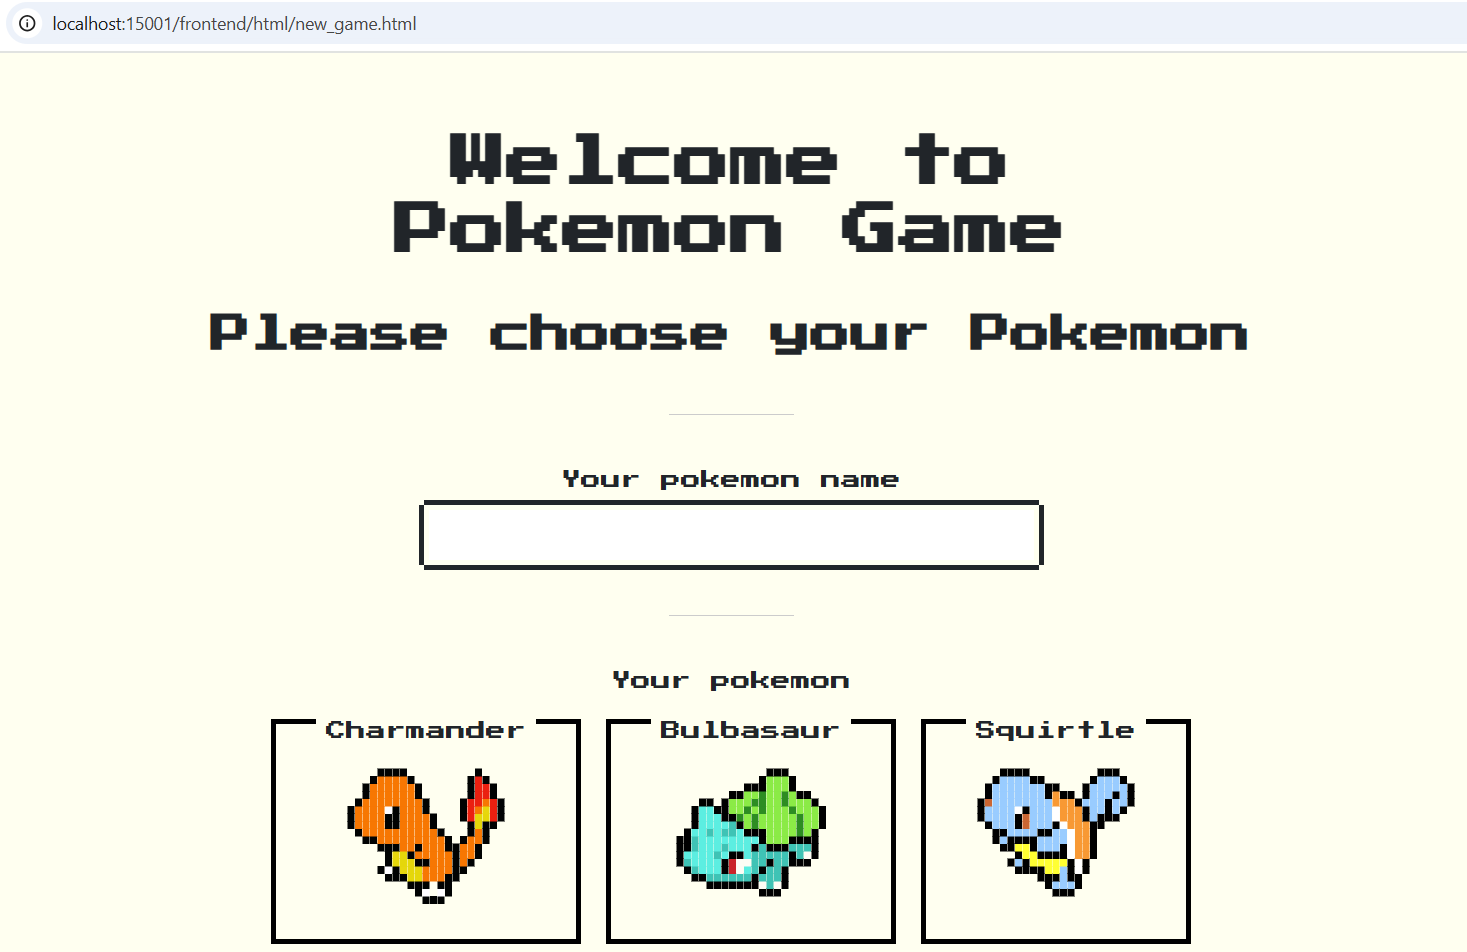 localhost:15001/frontend/html/new_game.html
Welcome to
Pokemon Game
Please choose your Pokemon
Your pokemon name
Your pokemon
Charmander
Bulbasaur
Squirtle